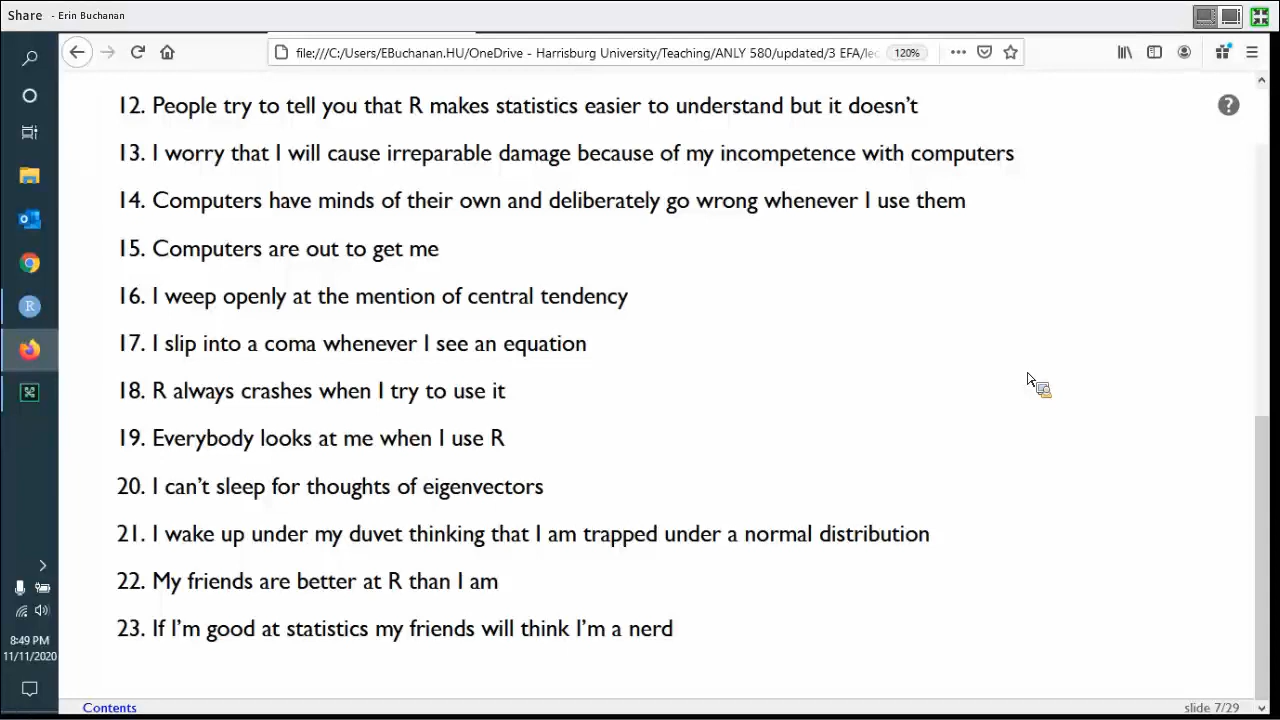 Share - Erin Buchanan
file:///C:/Users/EBuchanan.HU/OneDrive - Harrisburg University/Teaching/ANLY 580/updated/3 EFA/lec
120%
12. People try to tell you that R makes statistics easier to understand but it doesn't
13. I worry that I will cause irreparable damage because of my incompetence with computers
14. Computers have minds of their own and deliberately go wrong whenever I use them
15. Computers are out to get me
16. I weep openly at the mention of central tendency
17. I slip into a coma whenever I see an equation
18. R always crashes when I try to use it
19. Everybody looks at me when I use R
20. I can't sleep for thoughts of eigenvectors
21. I wake up under my duvet thinking that I am trapped under a normal distribution
22. My friends are better at R than I am
23. If I'm good at statistics my friends will think I'm a nerd
8:49 PM
11/11/2020
Contents
slide 7/29